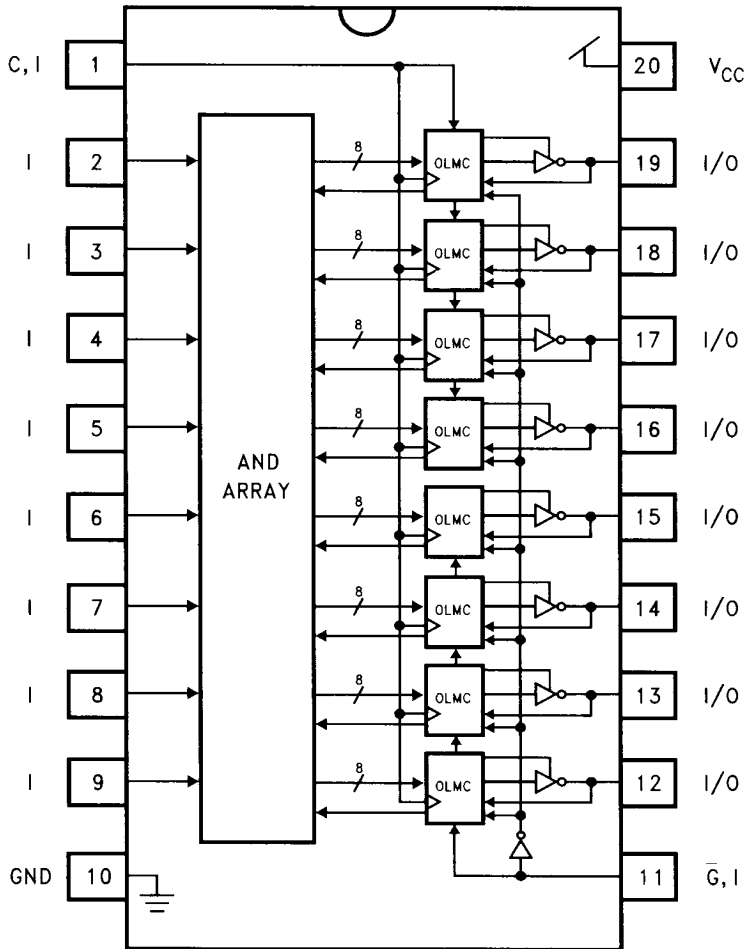 C, I 1 20 VCC
I 2 8 OLMC 19 I/O
I 3 8 OLMC 18 I/O
I 4 8 OLMC 17 I/O
I 5 8 OLMC 16 I/O
AND
ARRAY
I 6 8 OLMC 15 I/O
I 7 8 OLMC 14 I/O
I 8 8 OLMC 13 I/O
I 9 8 OLMC 12 I/O
GND 10 11 G̅, I